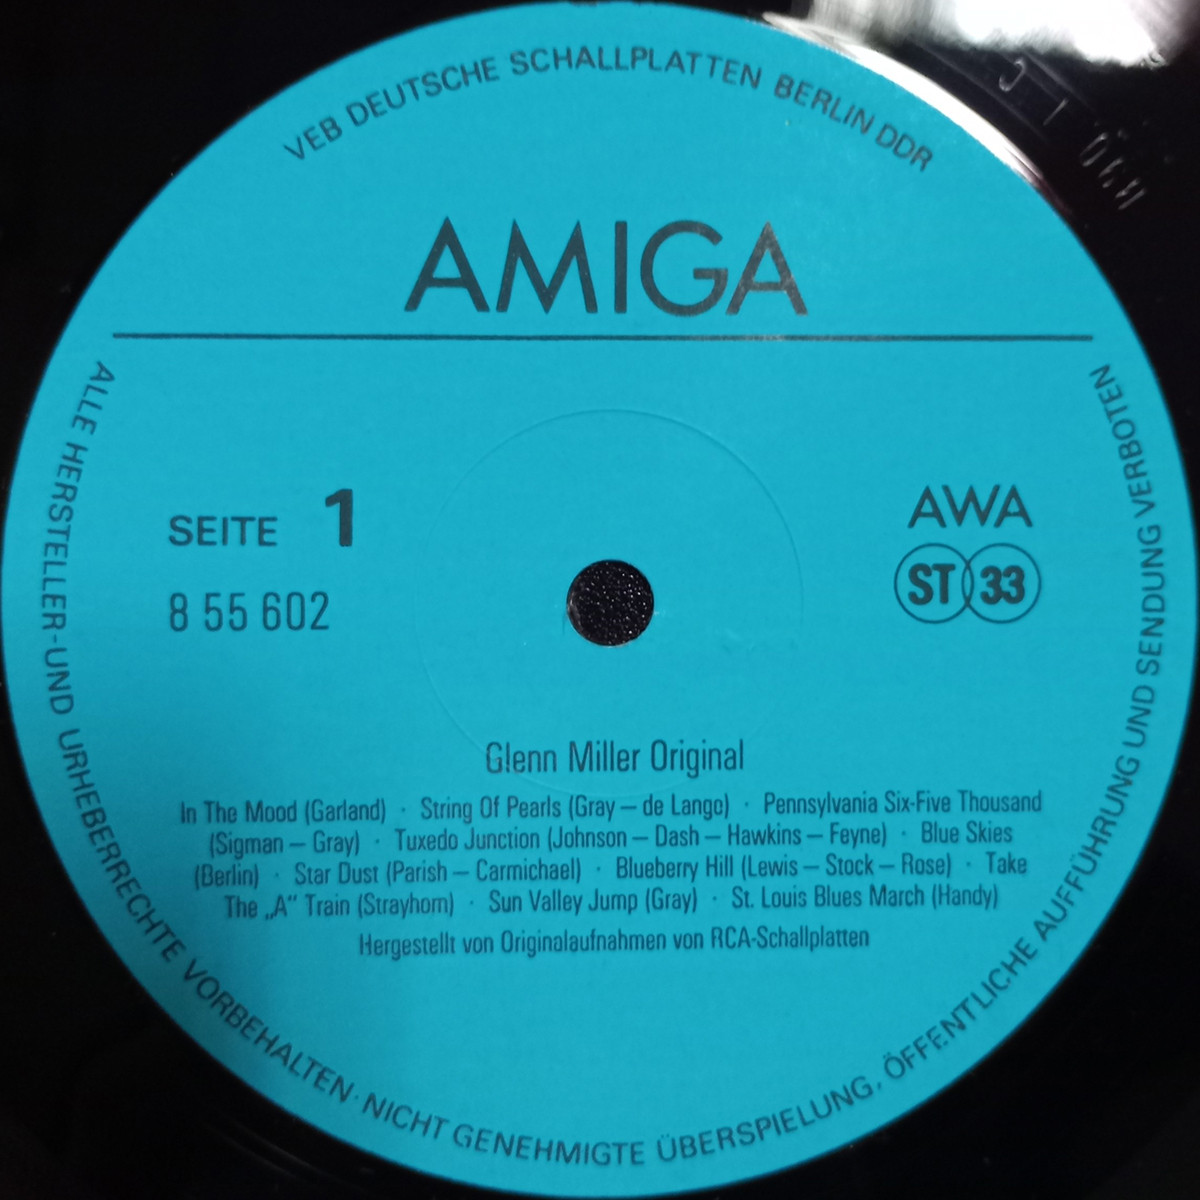 VEB DEUTSCHE SCHALLPLATTEN BERLIN DDR
AMIGA
SEITE 1
8 55 602
AWA
ST 33
Glenn Miller Original
In The Mood (Garland) · String Of Pearls (Gray – de Lange) · Pennsylvania Six-Five Thousand
(Sigman – Gray) · Tuxedo Junction (Johnson – Dash – Hawkins – Feyne) · Blue Skies
(Berlin) · Star Dust (Parish – Carmichael) · Blueberry Hill (Lewis – Stock – Rose) · Take
The „A“ Train (Strayhorn) · Sun Valley Jump (Gray) · St. Louis Blues March (Handy)
Hergestellt von Originalaufnahmen von RCA-Schallplatten
ALLE HERSTELLER-UND URHEBERRECHTE VORBEHALTEN · NICHT GENEHMIGTE ÜBERSPIELUNG, ÖFFENTLICHE AUFFÜHRUNG UND SENDUNG VERBOTEN